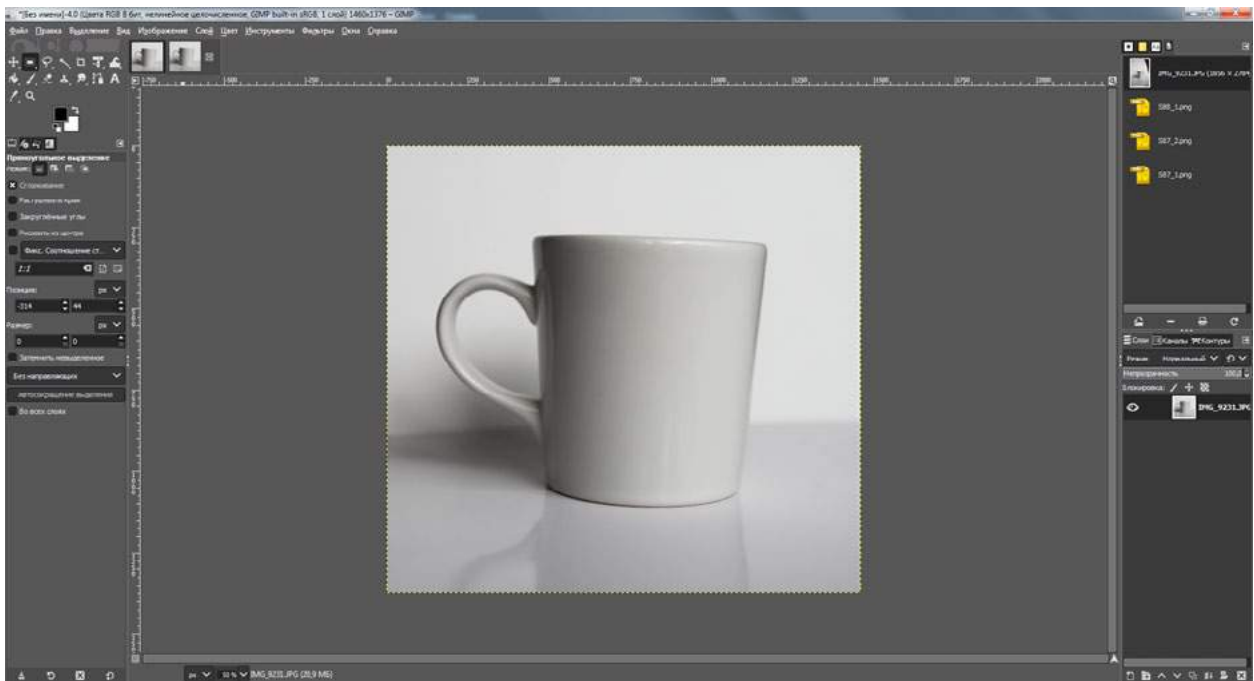 *[Без имени]-4.0 (Цвета RGB 8 бит, нелинейное целочисленное, GIMP built-in sRGB, 1 слой) 1460x1376 – GIMP
Файл Правка Выделение Вид Изображение Слой Цвет Инструменты Фильтры Окна Справка
Прямоугольное выделение
Режим:
Сглаживание
Растушевать края
Закруглённые углы
Рисовать из центра
Фикс. Соотношение ст...
1:1
Позиция: px
-314 44
Размер: px
0 0
Затемнить невыделенное
Без направляющих
Автосокращение выделения
Во всех слоях
px 50 % IMG_9231.JPG (28,9 МБ)
S88_1.png
S87_2.png
S87_1.png
Слои Каналы Контуры
Режим Нормальный
Непрозрачность 100,0
Блокировка:
IMG_9231.JPG